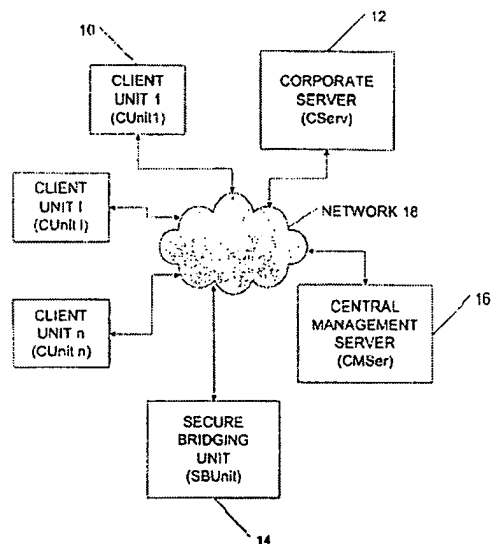 10
12
CLIENT
UNIT 1
(CUnit1)
CORPORATE
SERVER
(CServ)
CLIENT
UNIT I
(CUnit I)
NETWORK 18
CLIENT
UNIT n
(CUnit n)
CENTRAL
MANAGEMENT
SERVER
(CMSer)
16
SECURE
BRIDGING
UNIT
(SBUnit)
14